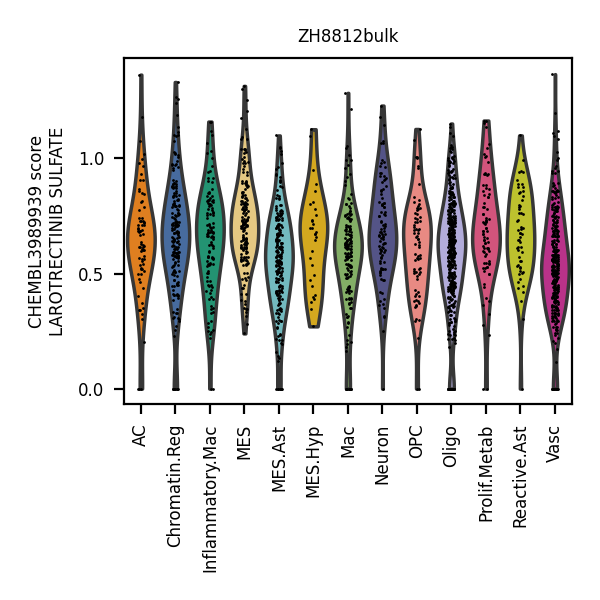 ZH8812bulk
CHEMBL3989939 score
LAROTRECTINIB SULFATE
1.0
0.5
0.0
AC
Chromatin.Reg
Inflammatory.Mac
MES
MES.Ast
MES.Hyp
Mac
Neuron
OPC
Oligo
Prolif.Metab
Reactive.Ast
Vasc